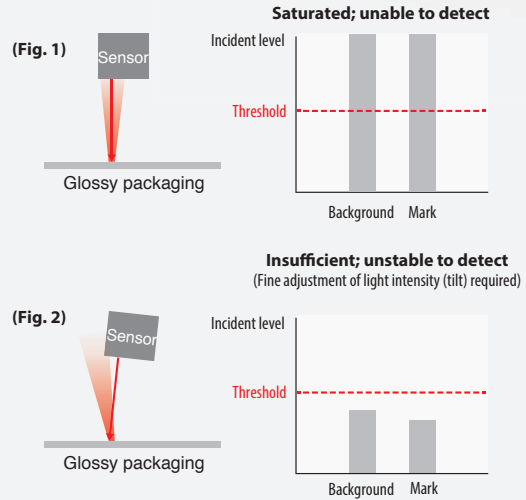 Saturated; unable to detect
(Fig. 1)
Sensor
Glossy packaging
Incident level
Threshold
Background Mark
Insufficient; unstable to detect
(Fine adjustment of light intensity (tilt) required)
(Fig. 2)
Sensor
Glossy packaging
Incident level
Threshold
Background Mark